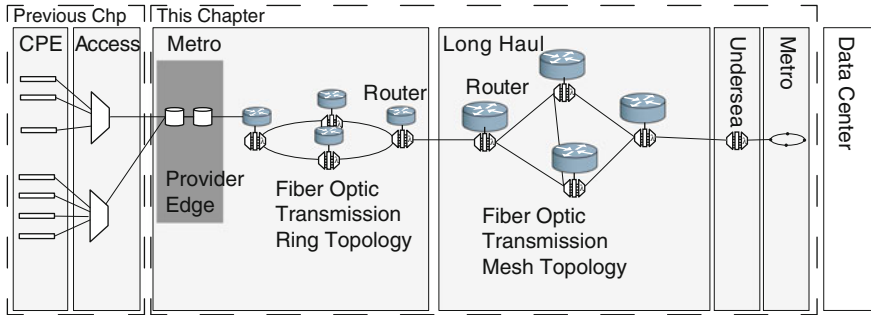 Previous Chp
This Chapter
CPE
Access
Metro
Long Haul
Undersea
Metro
Data Center
Router
Router
Provider
Edge
Fiber Optic
Transmission
Ring Topology
Fiber Optic
Transmission
Mesh Topology